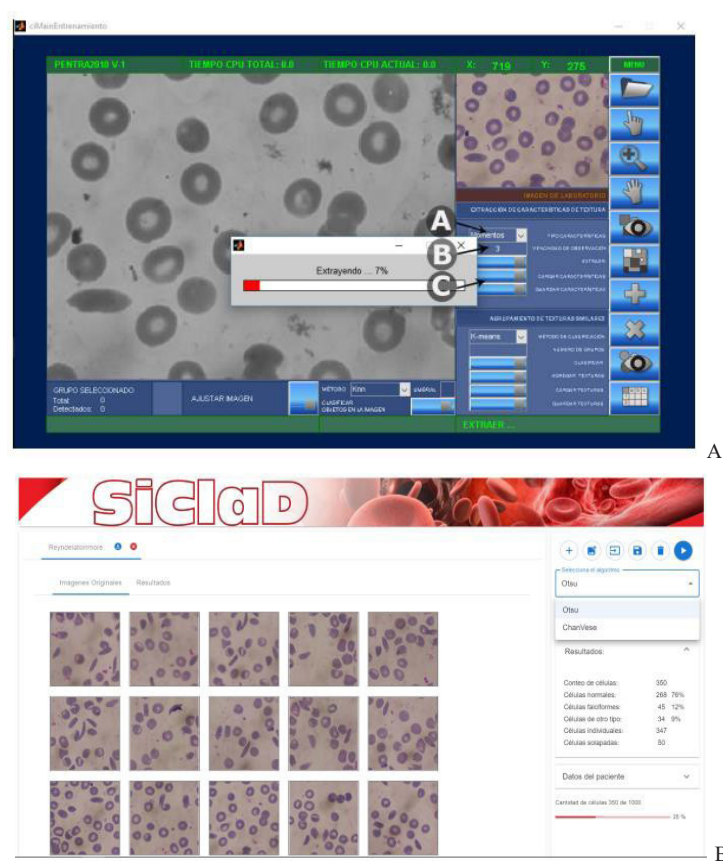 ciMainEntrenamiento
PENTRA2010 V-1 TIEMPO CPU TOTAL: 0.0 TIEMPO CPU ACTUAL: 0.0 X: 719 Y: 275 MENU
IMAGEN DE LABORATORIO
EXTRACCIÓN DE CARACTERÍSTICAS DE TEXTURA
A Momentos TIPO CARACTERÍSTICAS
B 3 VENCINDAD DE OBSERVACIÓN
EXTRAER
Extrayendo ... 7%
C CARGAR CARACTERÍSTICAS
GUARDAR CARACTERÍSTICAS
AGRUPAMIENTO DE TEXTURAS SIMILARES
K-means MÉTODO DE CLASIFICACIÓN
NÚMERO DE GRUPOS
CLASIFICAR
AGREGAR TEXTURAS
CARGAR TEXTURAS
GUARDAR TEXTURAS
GRUPO SELECCIONADO
Total: 0
Detectados: 0
AJUSTAR IMAGEN
MÉTODO Knn UMBRAL
CLASIFICAR
OBJETOS EN LA IMAGEN
EXTRAER ...
A
SiClaD
Imágenes Originales Resultados
Selecciona el algoritmo
Otsu
Otsu
ChanVese
Resultados:
Conteo de células: 350
Células normales: 268 76%
Células falciformes: 45 12%
Células de otro tipo: 34 9%
Células individuales: 347
Células solapadas: 50
Datos del paciente
Cantidad de células 350 de 1000
35 %